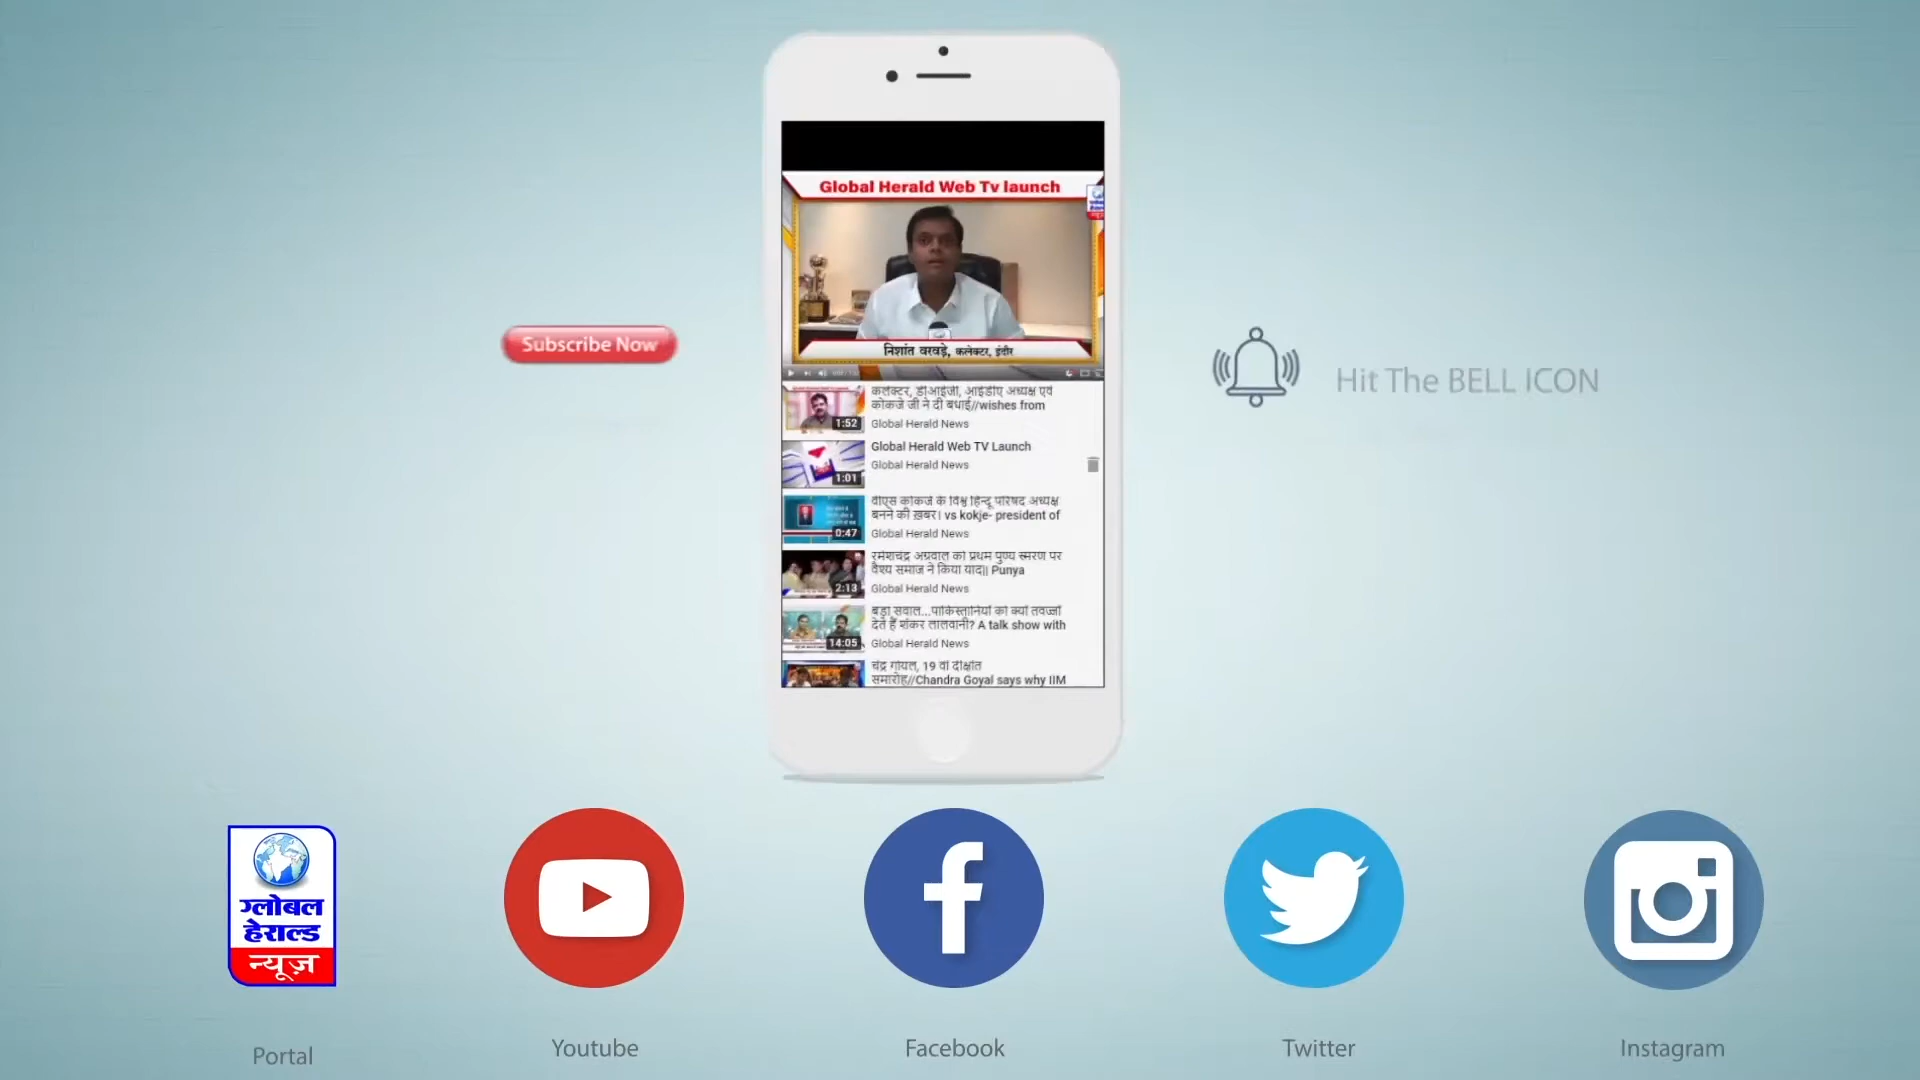 Global Herald Web Tv launch
निशांत वरवड़े, कलेक्टर, इंदौर
Subscribe Now
Hit The BELL ICON
कलेक्टर, डीआईजी, आईडीए अध्यक्ष एवं
कोकजे जी ने दी बधाई//wishes from
1:52
Global Herald News
Global Herald Web TV Launch
Global Herald News
1:01
वीएस कोकजे के विश्व हिन्दू परिषद अध्यक्ष
बनने की ख़बर। vs kokje- president of
0:47
Global Herald News
रमेशचंद्र अग्रवाल को प्रथम पुण्य स्मरण पर
वैश्य समाज ने किया याद|| Punya
2:13
Global Herald News
बड़ा सवाल...पाकिस्तानियों को क्यों तवज्जो
देते हैं शंकर लालवानी? A talk show with
14:05
Global Herald News
चंद्र गोयल, 19 वां दीक्षांत
समारोह//Chandra Goyal says why IIM
ग्लोबल
हेराल्ड
न्यूज़
Portal
Youtube
Facebook
Twitter
Instagram